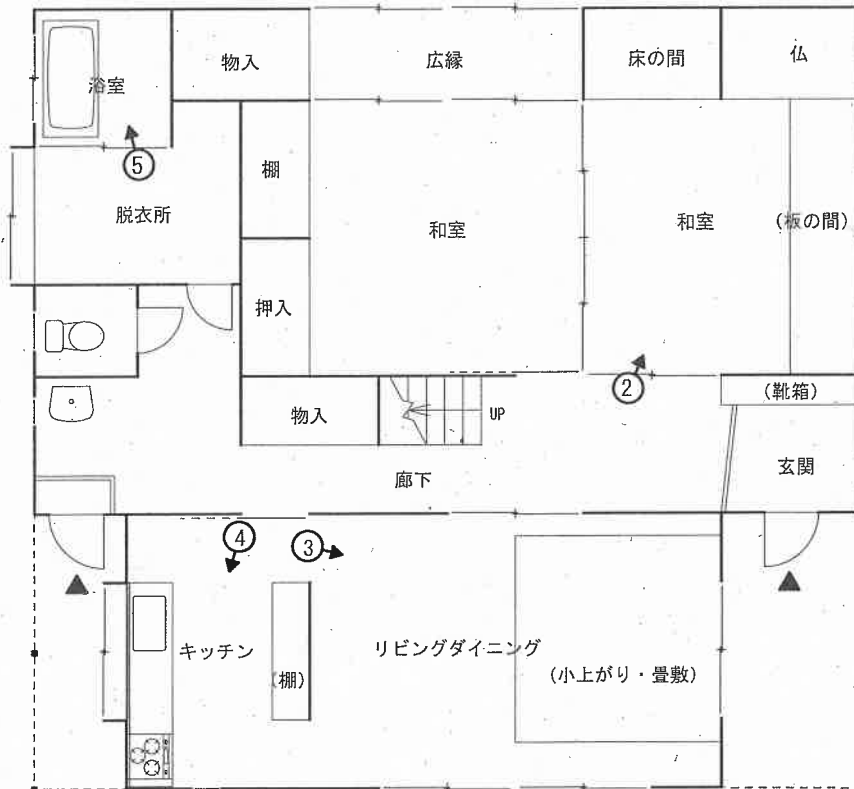 浴室
物入
広縁
床の間
仏
⑤
棚
脱衣所
和室
和室
(板の間)
押入
②
(靴箱)
物入
UP
玄関
廊下
④
③
キッチン
リビングダイニング
(棚)
(小上がり・畳敷)